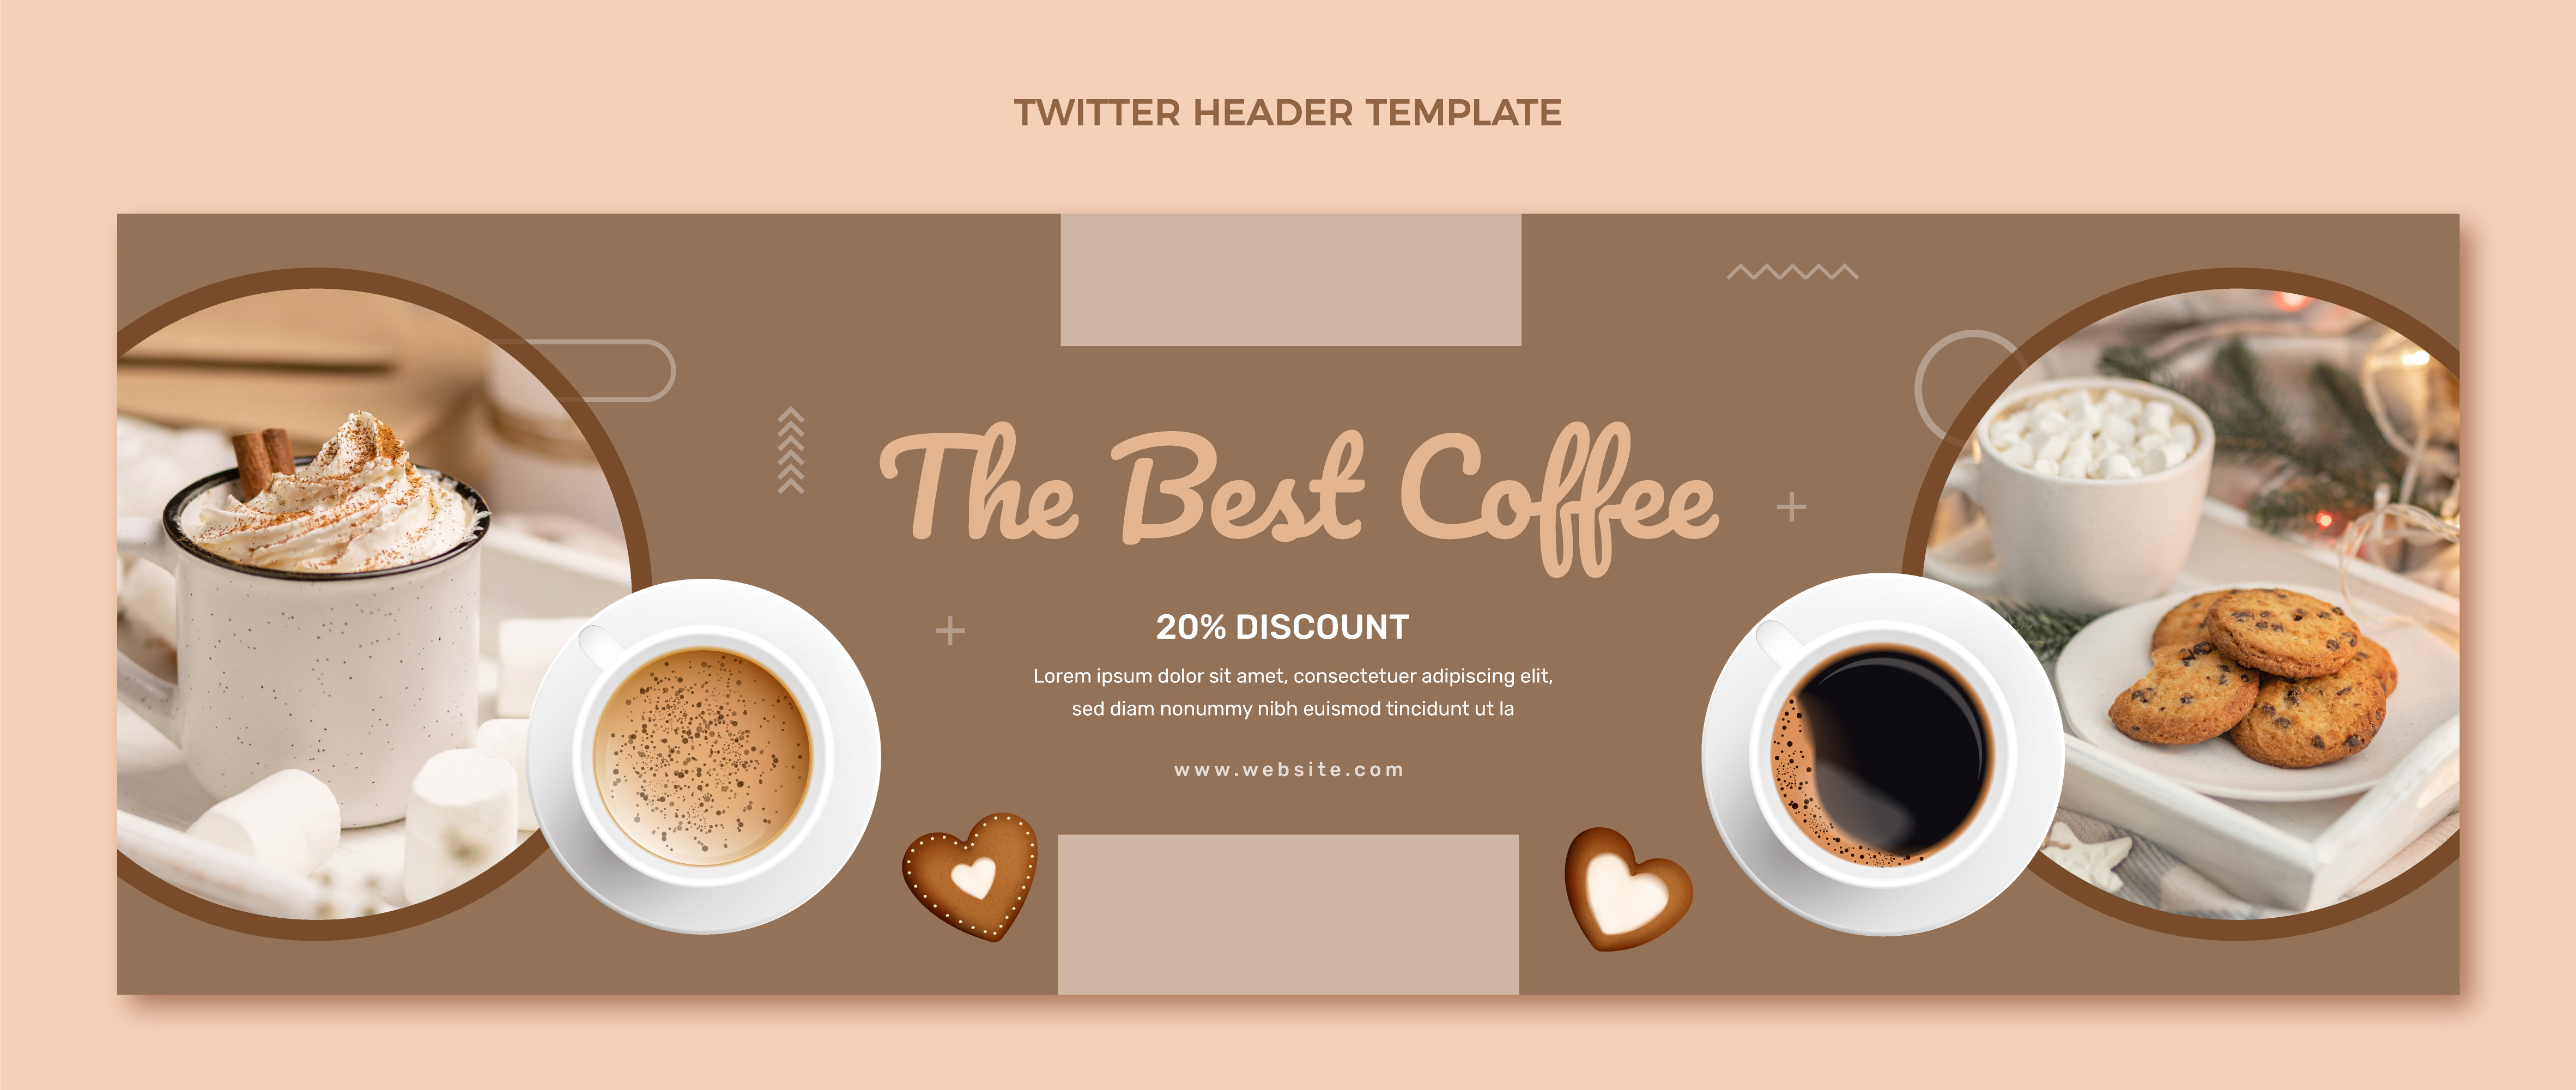 TWITTER HEADER TEMPLATE
The Best Coffee
20% DISCOUNT
Lorem ipsum dolor sit amet, consectetuer adipiscing elit,
sed diam nonummy nibh euismod tincidunt ut la
www.website.com